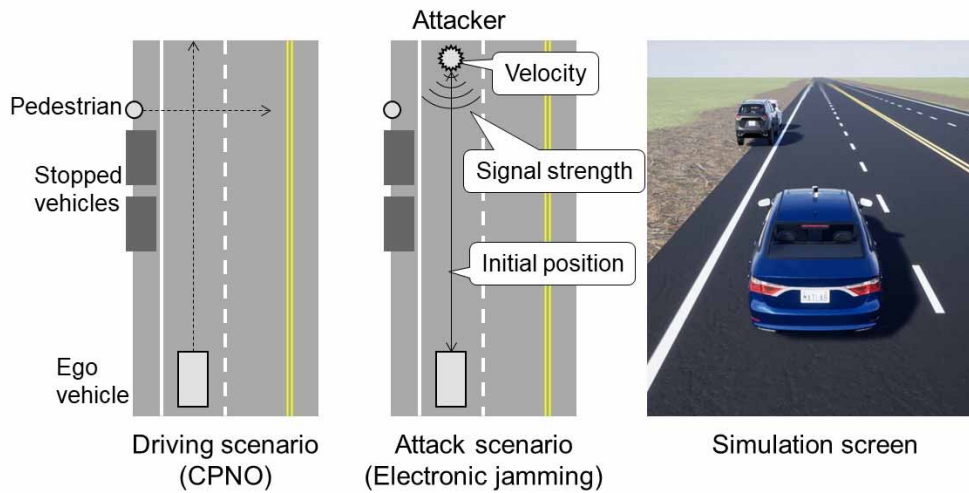 Attacker
Velocity
Pedestrian
Signal strength
Stopped
vehicles
Initial position
Ego
vehicle
MATLAB
Driving scenario
(CPNO)
Attack scenario
(Electronic jamming)
Simulation screen